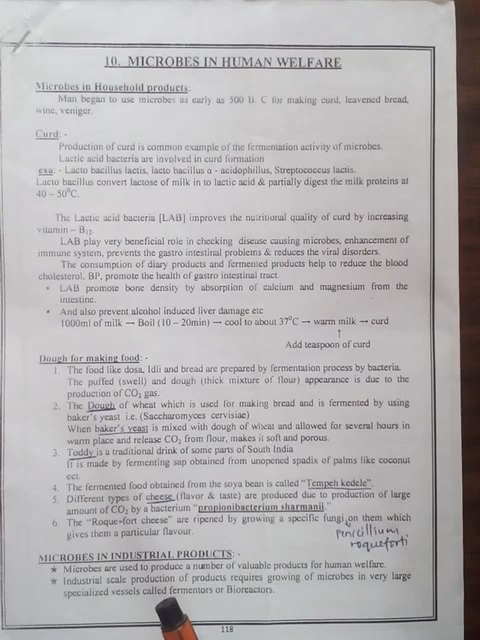 10. MICROBES IN HUMAN WELFARE
Microbes in Household products:
Man began to use microbes as early as 500 B. C for making curd, leavened bread,
wine, veniger.
Curd: -
Production of curd is common example of the fermentation activity of microbes.
Lactic acid bacteria are involved in curd formation
exa: - Lacto bacillus lactis, lacto bacillus α - acidophillus, Streptococcus lactis.
Lacto bacillus convert lactose of milk in to lactic acid & partially digest the milk proteins at
40 – 50⁰C.
The Lactic acid bacteria [LAB] improves the nutritional quality of curd by increasing
vitamin – B₁₂.
LAB play very beneficial role in checking disease causing microbes, enhancement of
immune system, prevents the gastro intestinal problems & reduces the viral disorders.
The consumption of diary products and fermented products help to reduce the blood
cholesterol, BP, promote the health of gastro intestinal tract.
• LAB promote bone density by absorption of calcium and magnesium from the
intestine.
• And also prevent alcohol induced liver damage etc
1000ml of milk → Boil (10 – 20min) → cool to about 37⁰C → warm milk → curd
↑
Add teaspoon of curd
Dough for making food: -
1. The food like dosa, Idli and bread are prepared by fermentation process by bacteria.
The puffed (swell) and dough (thick mixture of flour) appearance is due to the
production of CO₂ gas.
2. The Dough of wheat which is used for making bread and is fermented by using
baker's yeast i.e. (Saccharomyces cervisiae)
When baker's yeast is mixed with dough of wheat and allowed for several hours in
warm place and release CO₂ from flour, makes it soft and porous.
3. Toddy is a traditional drink of some parts of South India
It is made by fermenting sap obtained from unopened spadix of palms like coconut
ect.
4. The fermented food obtained from the soya bean is called "Tempeh kedele".
5. Different types of cheese (flavor & taste) are produced due to production of large
amount of CO₂ by a bacterium "propionibacterium sharmanii."
6. The "Roque-fort cheese" are ripened by growing a specific fungi on them which
gives them a particular flavour.
Penicillium
roqueforti
MICROBES IN INDUSTRIAL PRODUCTS: -
★ Microbes are used to produce a number of valuable products for human welfare.
★ Industrial scale production of products requires growing of microbes in very large
specialized vessels called fermentors or Bioreactors.
118